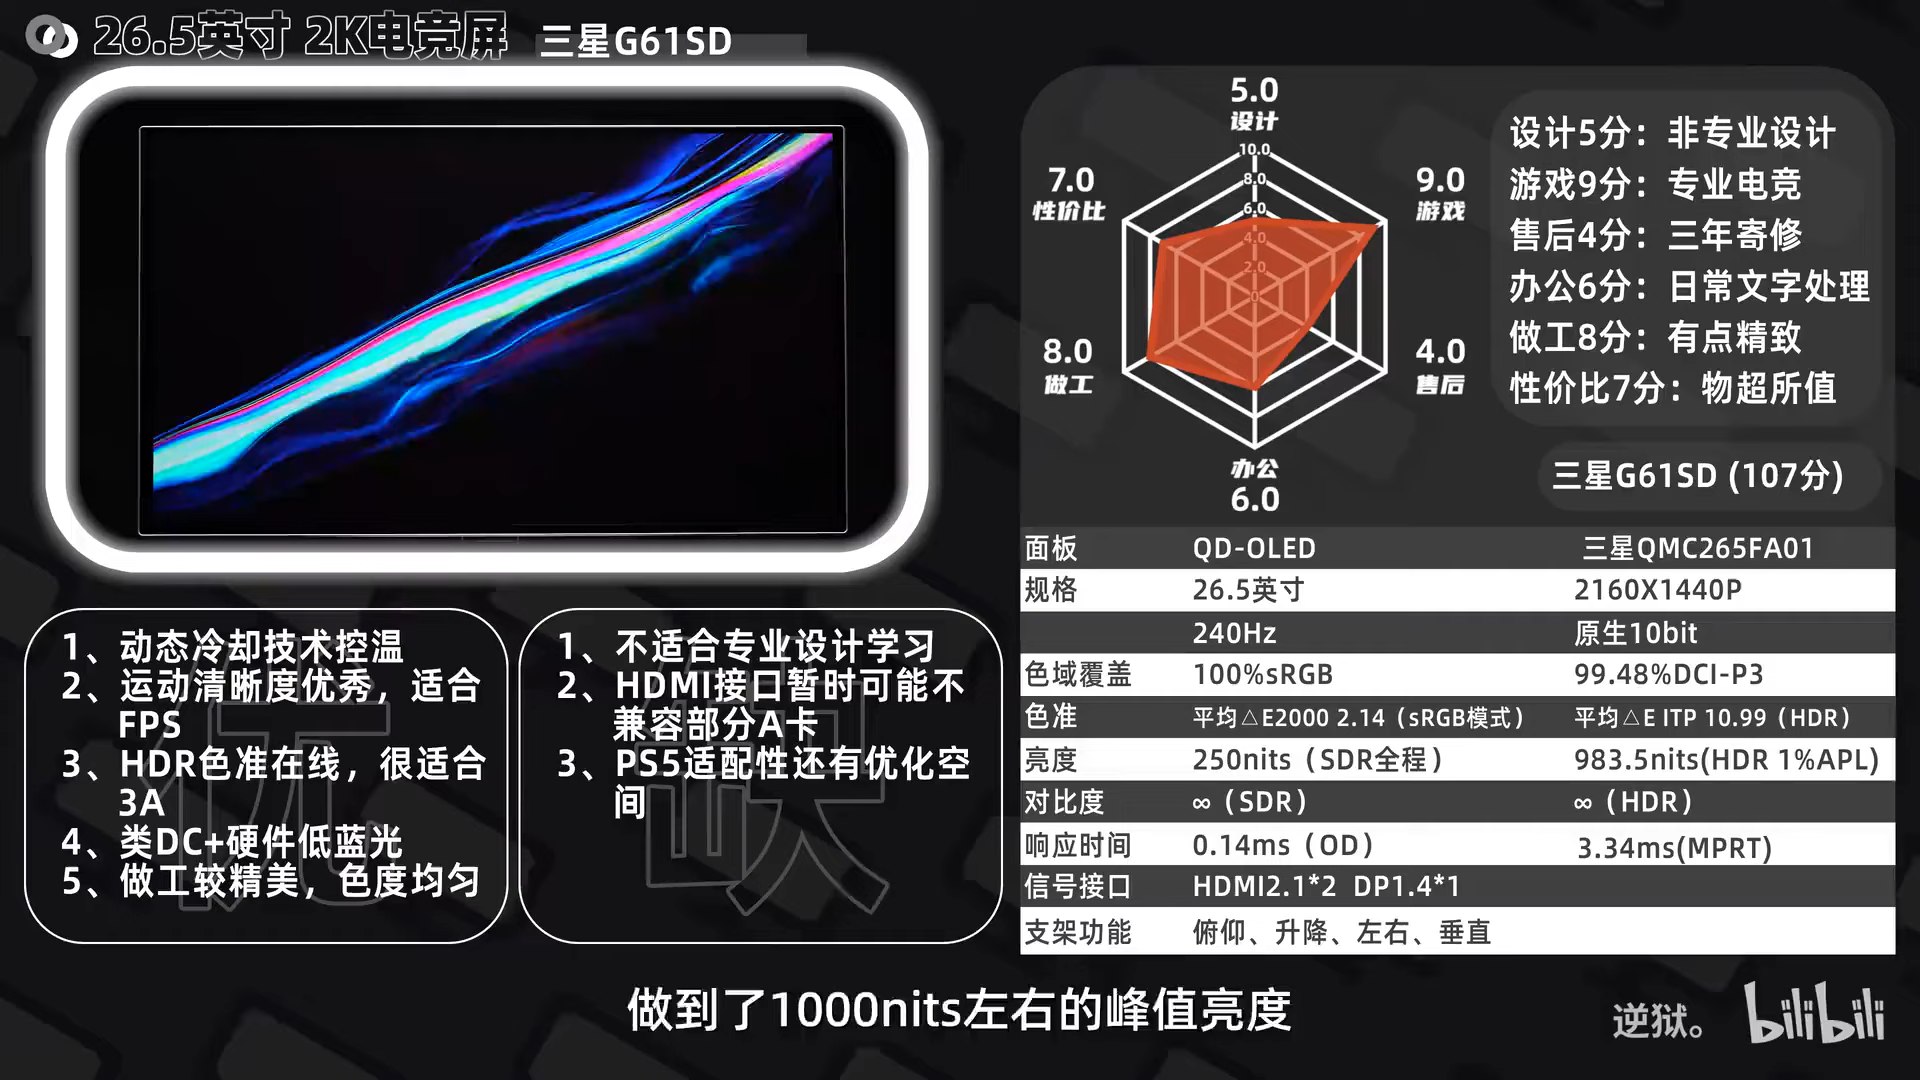 26.5英寸 2K电竞屏 三星G61SD
5.0
设计
10.0
8.0
6.0
4.0
2.0
0
7.0
性价比
9.0
游戏
8.0
做工
4.0
售后
办公
6.0
设计5分：非专业设计
游戏9分：专业电竞
售后4分：三年寄修
办公6分：日常文字处理
做工8分：有点精致
性价比7分：物超所值
三星G61SD (107分)
优
1、动态冷却技术控温
2、运动清晰度优秀，适合
FPS
3、HDR色准在线，很适合
3A
4、类DC+硬件低蓝光
5、做工较精美，色度均匀
缺
1、不适合专业设计学习
2、HDMI接口暂时可能不
兼容部分A卡
3、PS5适配性还有优化空
间
面板 QD-OLED 三星QMC265FA01
规格 26.5英寸 2160X1440P
240Hz 原生10bit
色域覆盖 100%sRGB 99.48%DCI-P3
色准 平均△E2000 2.14（sRGB模式） 平均△E ITP 10.99（HDR）
亮度 250nits（SDR全程） 983.5nits(HDR 1%APL)
对比度 ∞（SDR） ∞（HDR）
响应时间 0.14ms（OD） 3.34ms(MPRT)
信号接口 HDMI2.1*2 DP1.4*1
支架功能 俯仰、升降、左右、垂直
做到了1000nits左右的峰值亮度
逆狱。 bilibili